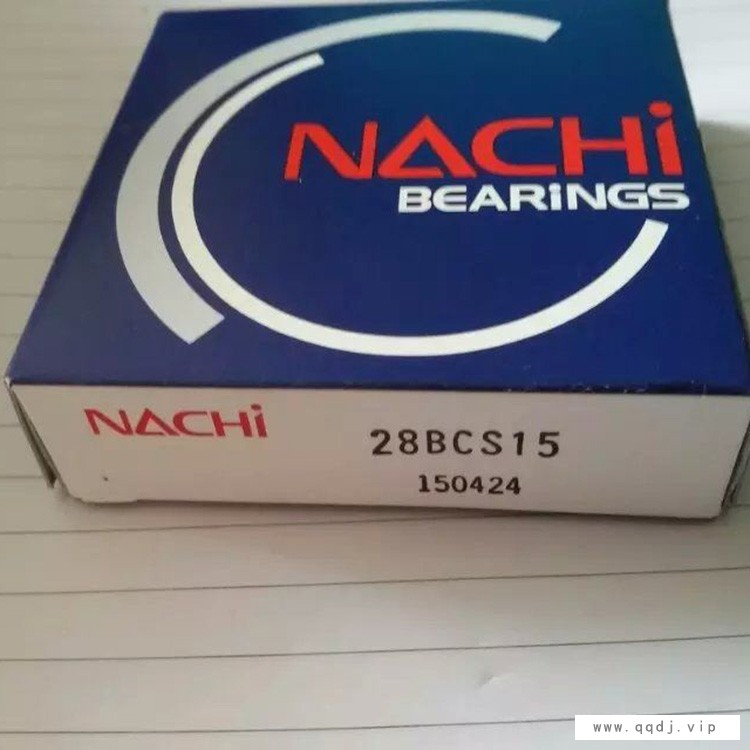 NACHi
BEARiNGS
NACHi
28BCS15
150424
www.qqdj.vip